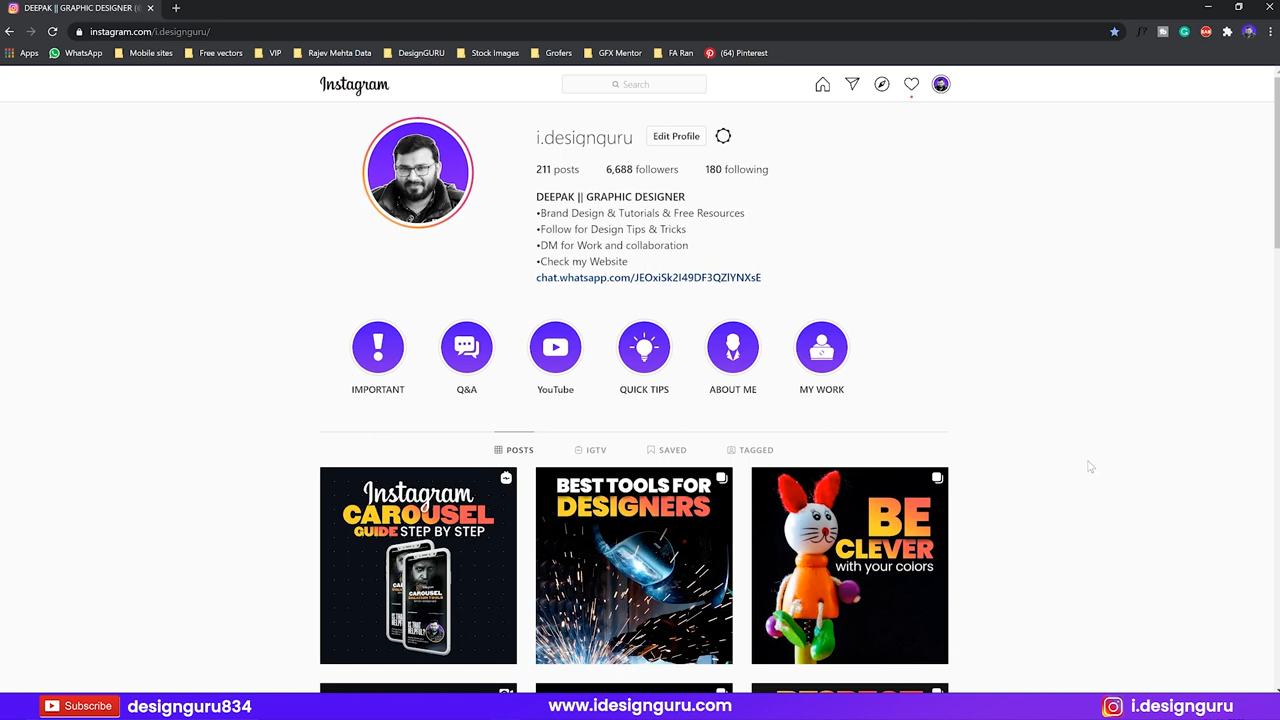 DEEPAK || GRAPHIC DESIGNER (
instagram.com/i.designguru/
Apps WhatsApp Mobile sites Free vectors VIP Rajev Mehta Data DesignGURU Stock Images Grofers GFX Mentor FA Ran (64) Pinterest
Instagram Search
i.designguru Edit Profile
211 posts 6,688 followers 180 following
DEEPAK || GRAPHIC DESIGNER
•Brand Design & Tutorials & Free Resources
•Follow for Design Tips & Tricks
•DM for Work and collaboration
•Check my Website
chat.whatsapp.com/JEOxiSk2I49DF3QZlYNXsE
IMPORTANT Q&A YouTube QUICK TIPS ABOUT ME MY WORK
POSTS IGTV SAVED TAGGED
Instagram
CAROUSEL
GUIDE STEP BY STEP
CAROUSEL
IS THAT
HELPFUL?
BEST TOOLS FOR
DESIGNERS
BE
CLEVER
with your colors
Subscribe designguru834 www.idesignguru.com i.designguru